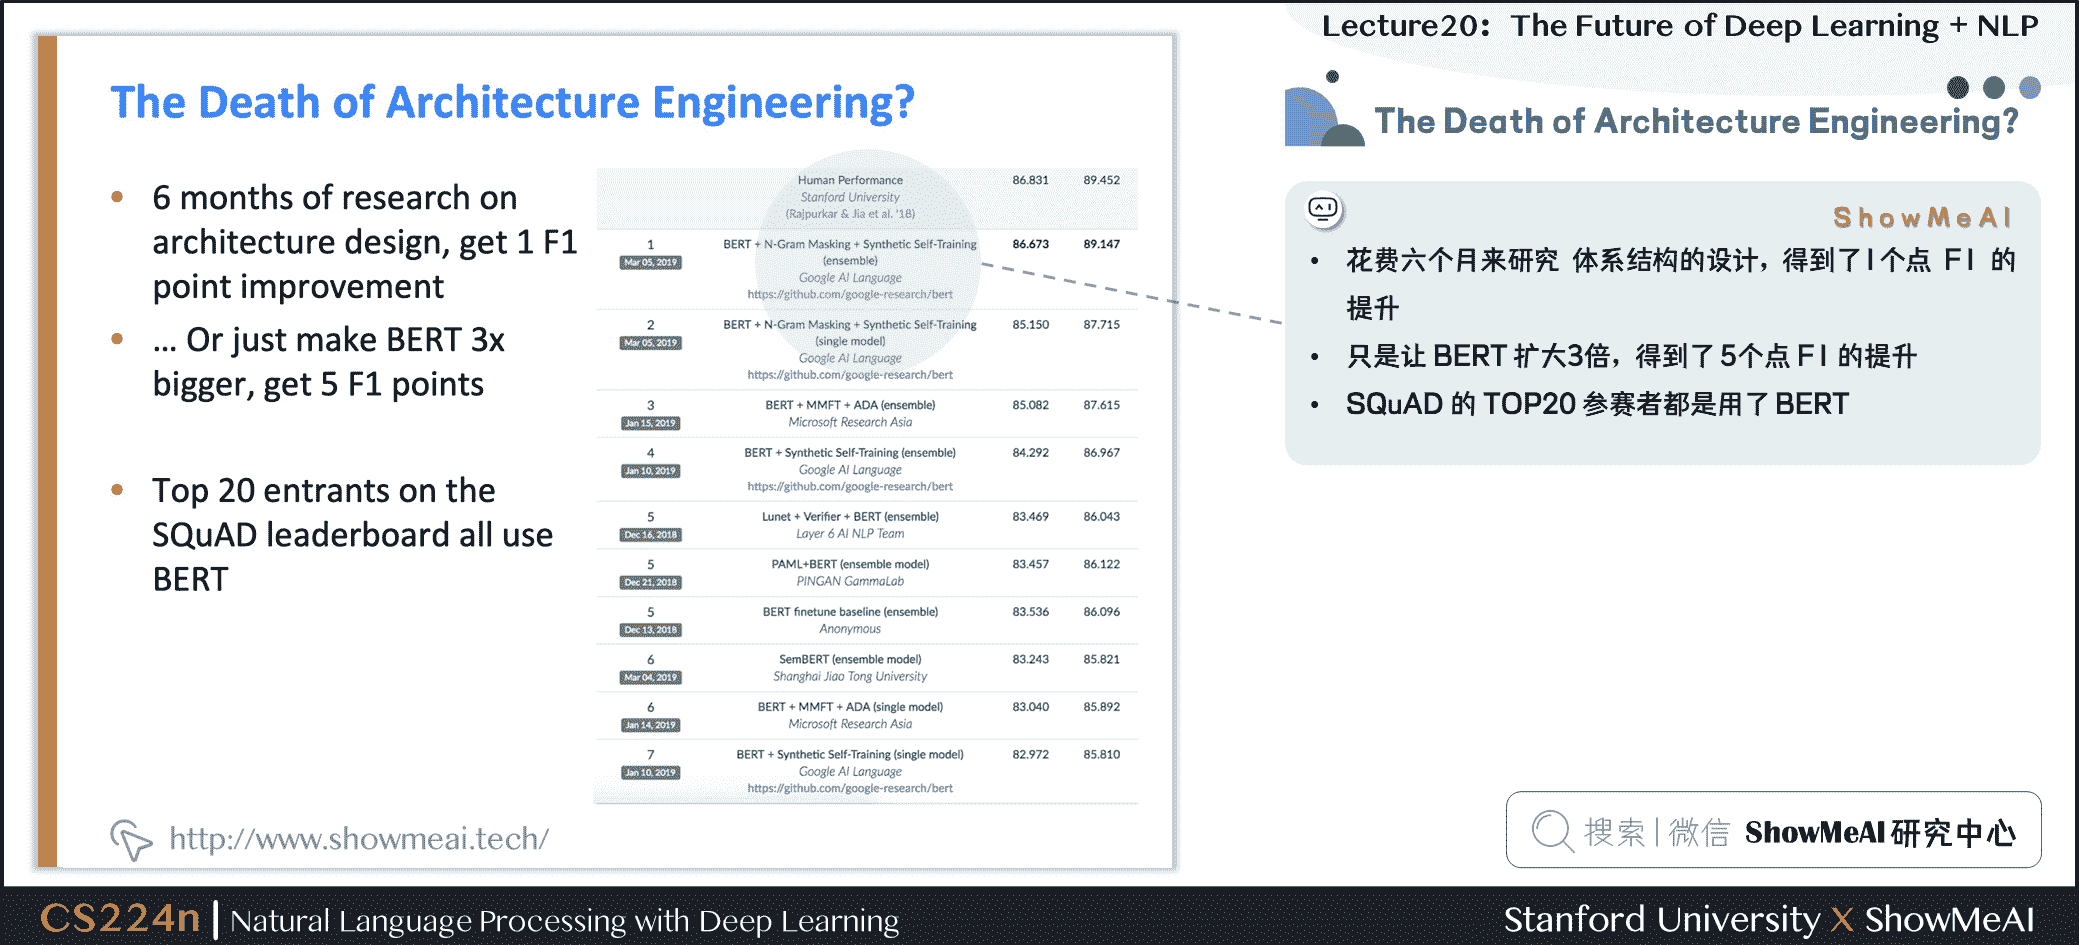 Lecture20: The Future of Deep Learning + NLP
The Death of Architecture Engineering?
• 6 months of research on
architecture design, get 1 F1
point improvement
• … Or just make BERT 3x
bigger, get 5 F1 points
• Top 20 entrants on the
SQuAD leaderboard all use
BERT
Human Performance 86.831 89.452
Stanford University
(Rajpurkar & Jia et al. '18)
1 BERT + N-Gram Masking + Synthetic Self-Training 86.673 89.147
Mar 05, 2019 (ensemble)
Google AI Language
https://github.com/google-research/bert
2 BERT + N-Gram Masking + Synthetic Self-Training 85.150 87.715
Mar 05, 2019 (single model)
Google AI Language
https://github.com/google-research/bert
3 BERT + MMFT + ADA (ensemble) 85.082 87.615
Jan 15, 2019 Microsoft Research Asia
4 BERT + Synthetic Self-Training (ensemble) 84.292 86.967
Jan 10, 2019 Google AI Language
https://github.com/google-research/bert
5 Lunet + Verifier + BERT (ensemble) 83.469 86.043
Dec 16, 2018 Layer 6 AI NLP Team
5 PAML+BERT (ensemble model) 83.457 86.122
Dec 21, 2018 PINGAN GammaLab
5 BERT finetune baseline (ensemble) 83.536 86.096
Dec 13, 2018 Anonymous
6 SemBERT (ensemble model) 83.243 85.821
Mar 04, 2019 Shanghai Jiao Tong University
6 BERT + MMFT + ADA (single model) 83.040 85.892
Jan 14, 2019 Microsoft Research Asia
7 BERT + Synthetic Self-Training (single model) 82.972 85.810
Jan 10, 2019 Google AI Language
https://github.com/google-research/bert
http://www.showmeai.tech/
The Death of Architecture Engineering?
ShowMeAI
• 花费六个月来研究 体系结构的设计，得到了1个点 F1 的
提升
• 只是让 BERT 扩大3倍，得到了 5个点 F1 的提升
• SQuAD 的 TOP20 参赛者都是用了 BERT
搜索|微信 ShowMeAI 研究中心
CS224n | Natural Language Processing with Deep Learning
Stanford University X ShowMeAI